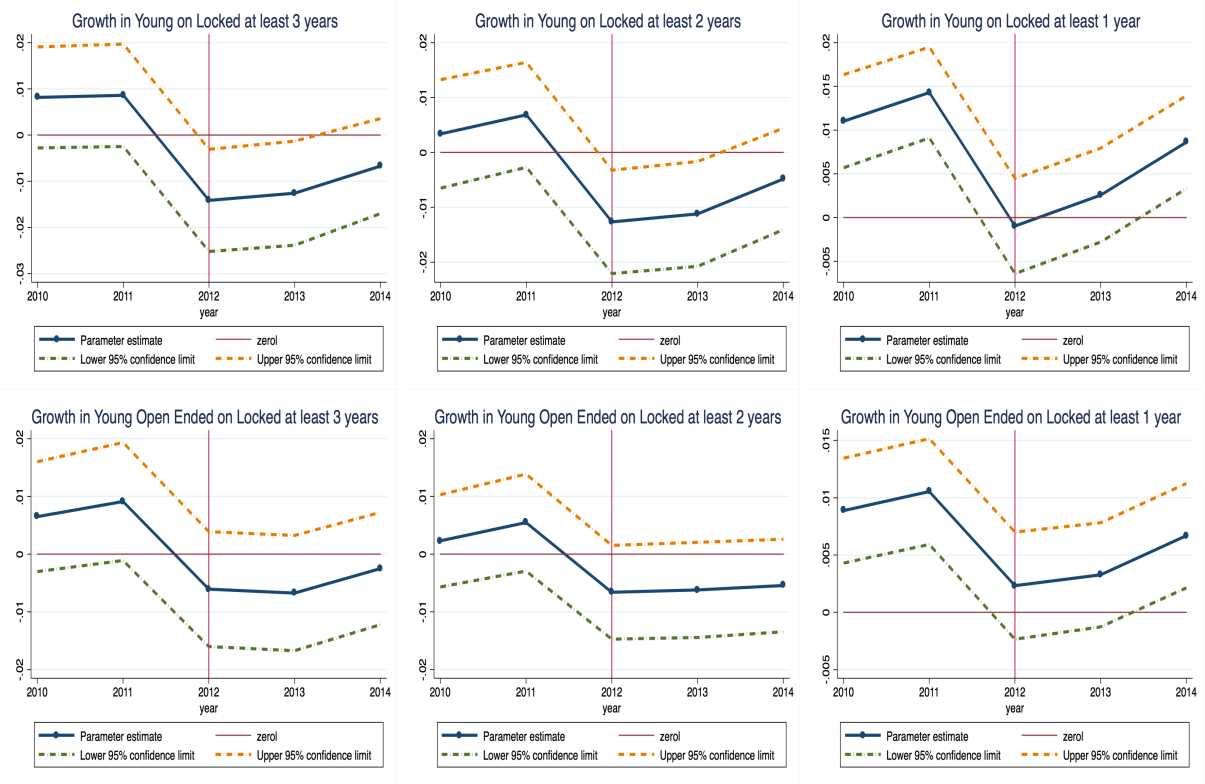 Growth in Young on Locked at least 3 years
.02
.01
0
-.01
-.02
-.03
2010 2011 2012 2013 2014
year
Parameter estimate zerol
Lower 95% confidence limit Upper 95% confidence limit
Growth in Young on Locked at least 2 years
.02
.01
0
-.01
-.02
2010 2011 2012 2013 2014
year
Parameter estimate zerol
Lower 95% confidence limit Upper 95% confidence limit
Growth in Young on Locked at least 1 year
.02
.015
.01
.005
0
-.005
2010 2011 2012 2013 2014
year
Parameter estimate zerol
Lower 95% confidence limit Upper 95% confidence limit
Growth in Young Open Ended on Locked at least 3 years
.02
.01
0
-.01
-.02
2010 2011 2012 2013 2014
year
Parameter estimate zerol
Lower 95% confidence limit Upper 95% confidence limit
Growth in Young Open Ended on Locked at least 2 years
.02
.01
0
-.01
-.02
2010 2011 2012 2013 2014
year
Parameter estimate zerol
Lower 95% confidence limit Upper 95% confidence limit
Growth in Young Open Ended on Locked at least 1 year
.015
.01
.005
0
-.005
2010 2011 2012 2013 2014
year
Parameter estimate zerol
Lower 95% confidence limit Upper 95% confidence limit